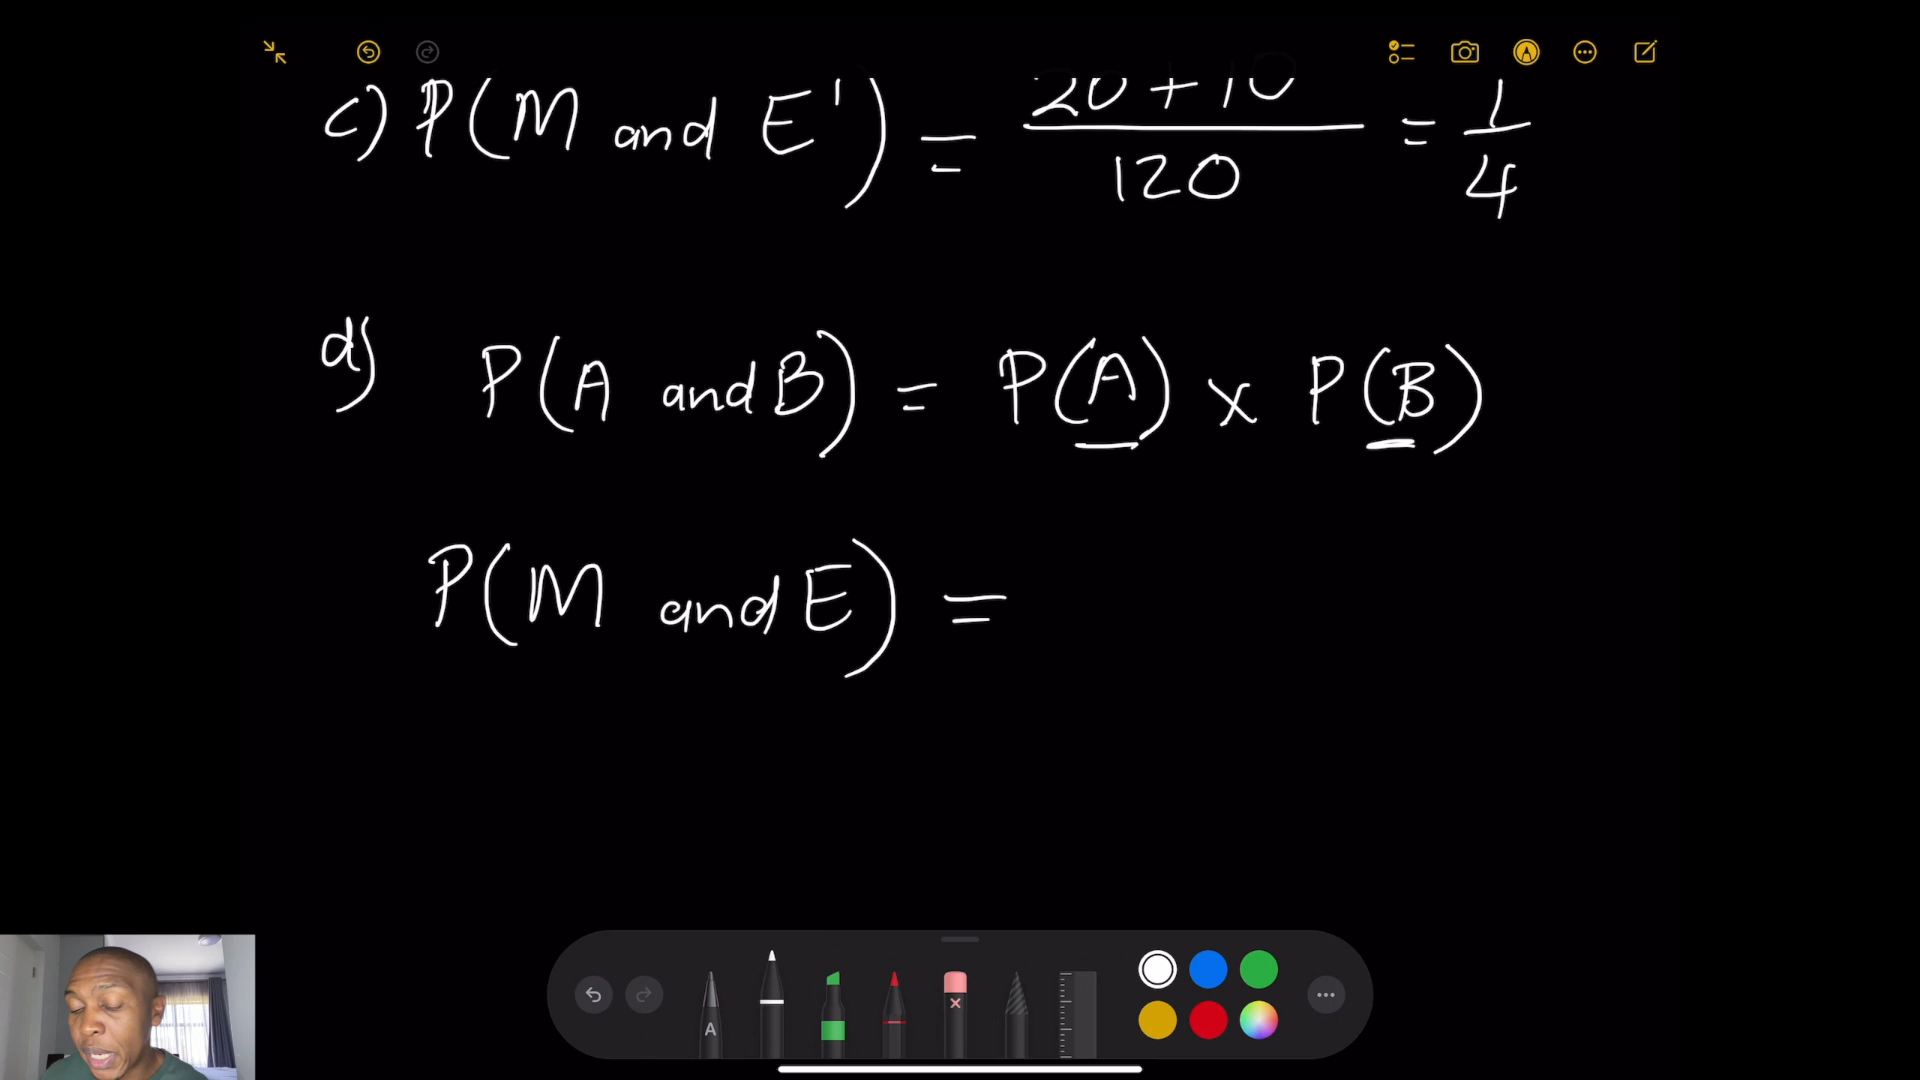 c) P(M and E') = 20 + 10 / 120 = 1/4
d) P(A and B) = P(A) x P(B)
P(M and E) =
A